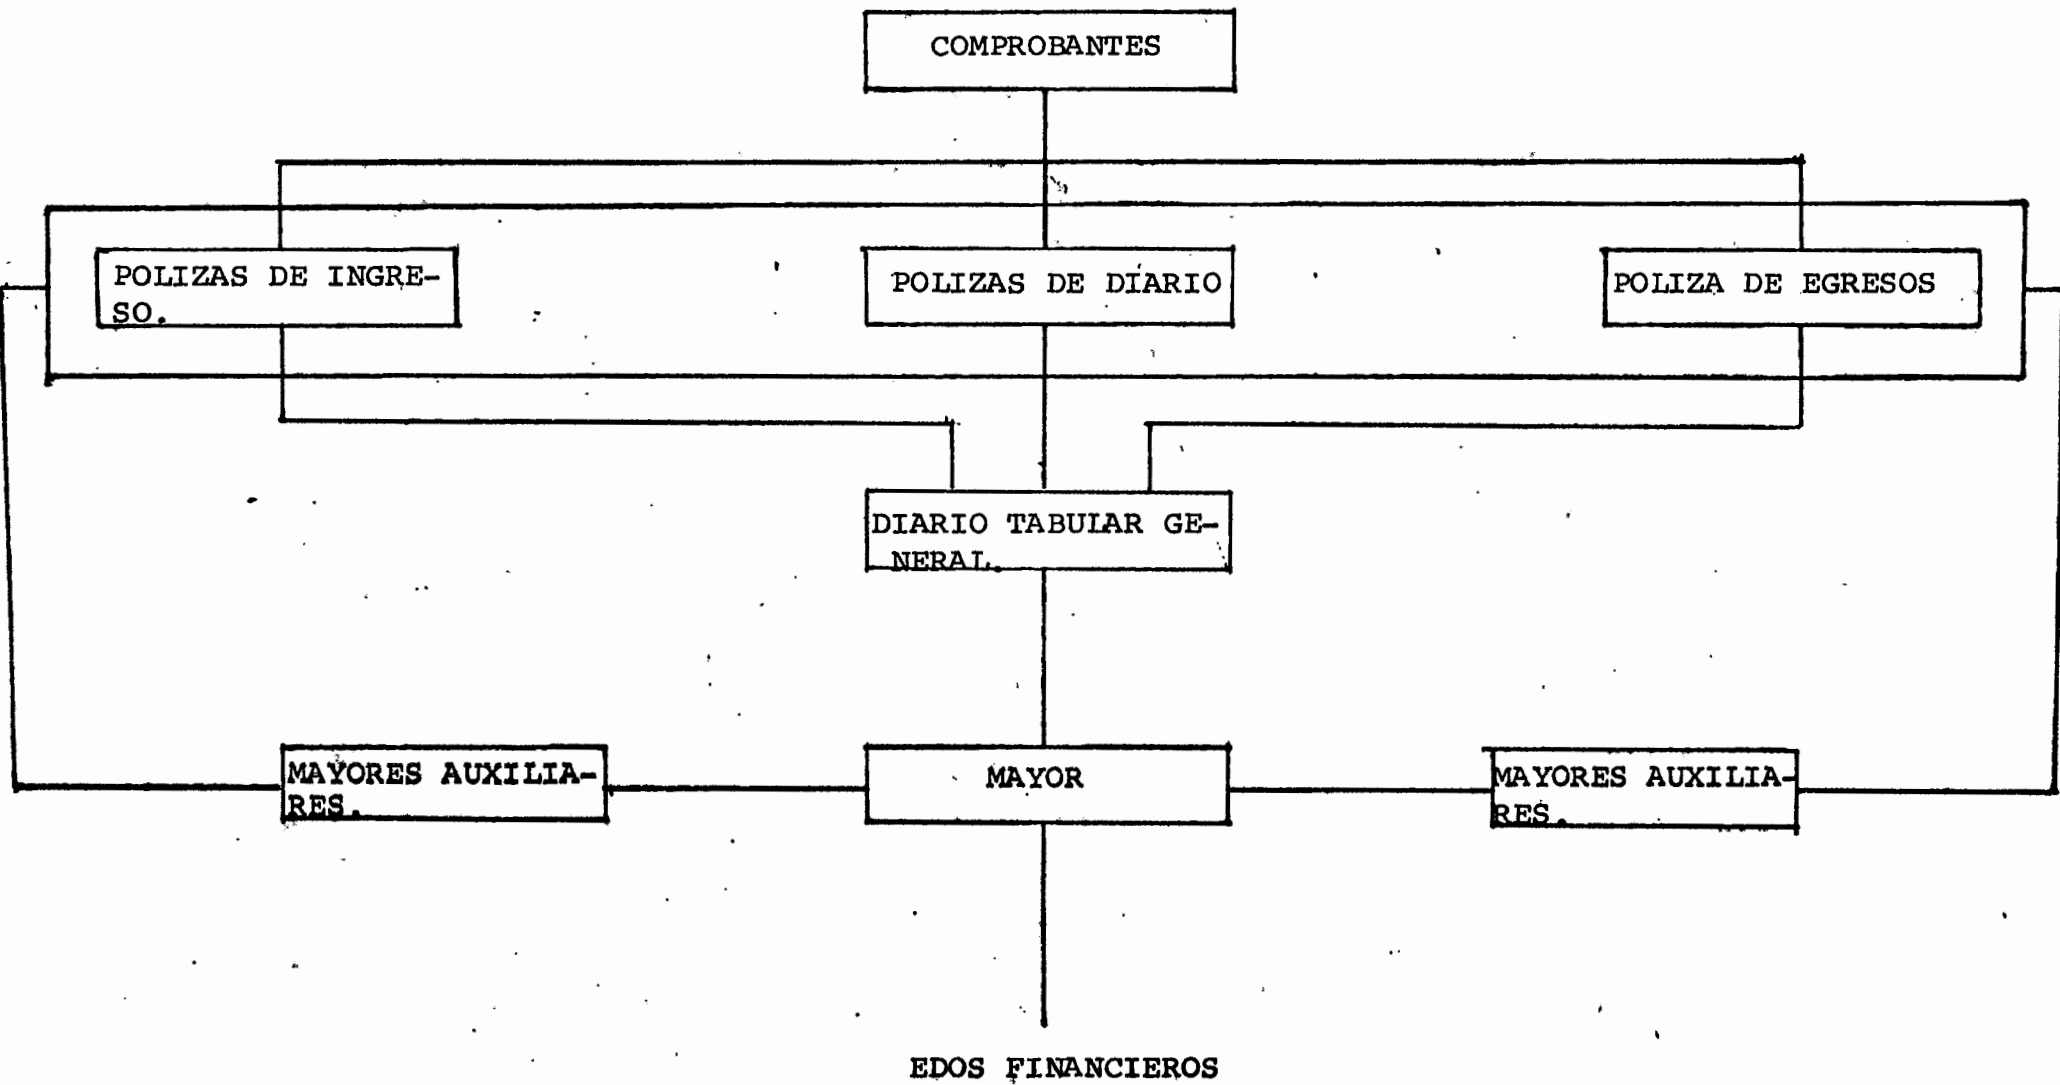 COMPROBANTES
POLIZAS DE INGRE-
SO.
POLIZAS DE DIARIO
POLIZA DE EGRESOS
DIARIO TABULAR GE-
NERAL.
MAYORES AUXILIA-
RES.
MAYOR
MAYORES AUXILIA-
RES.
EDOS FINANCIEROS